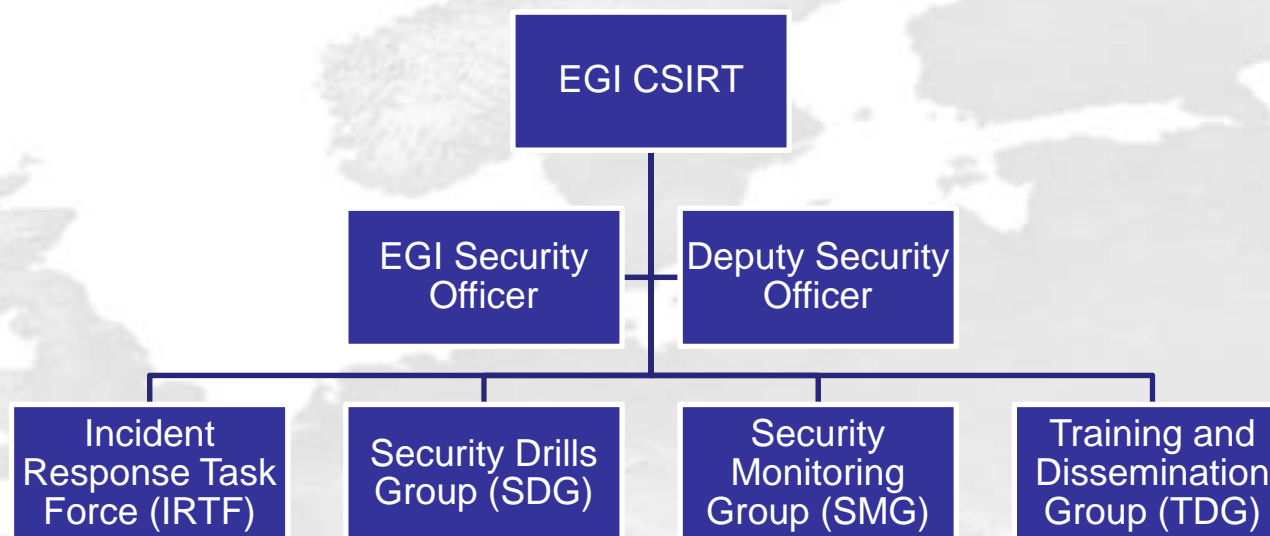 EGI CSIRT
EGI Security
Officer
Deputy Security
Officer
Incident
Response Task
Force (IRTF)
Security Drills
Group (SDG)
Security
Monitoring
Group (SMG)
Training and
Dissemination
Group (TDG)